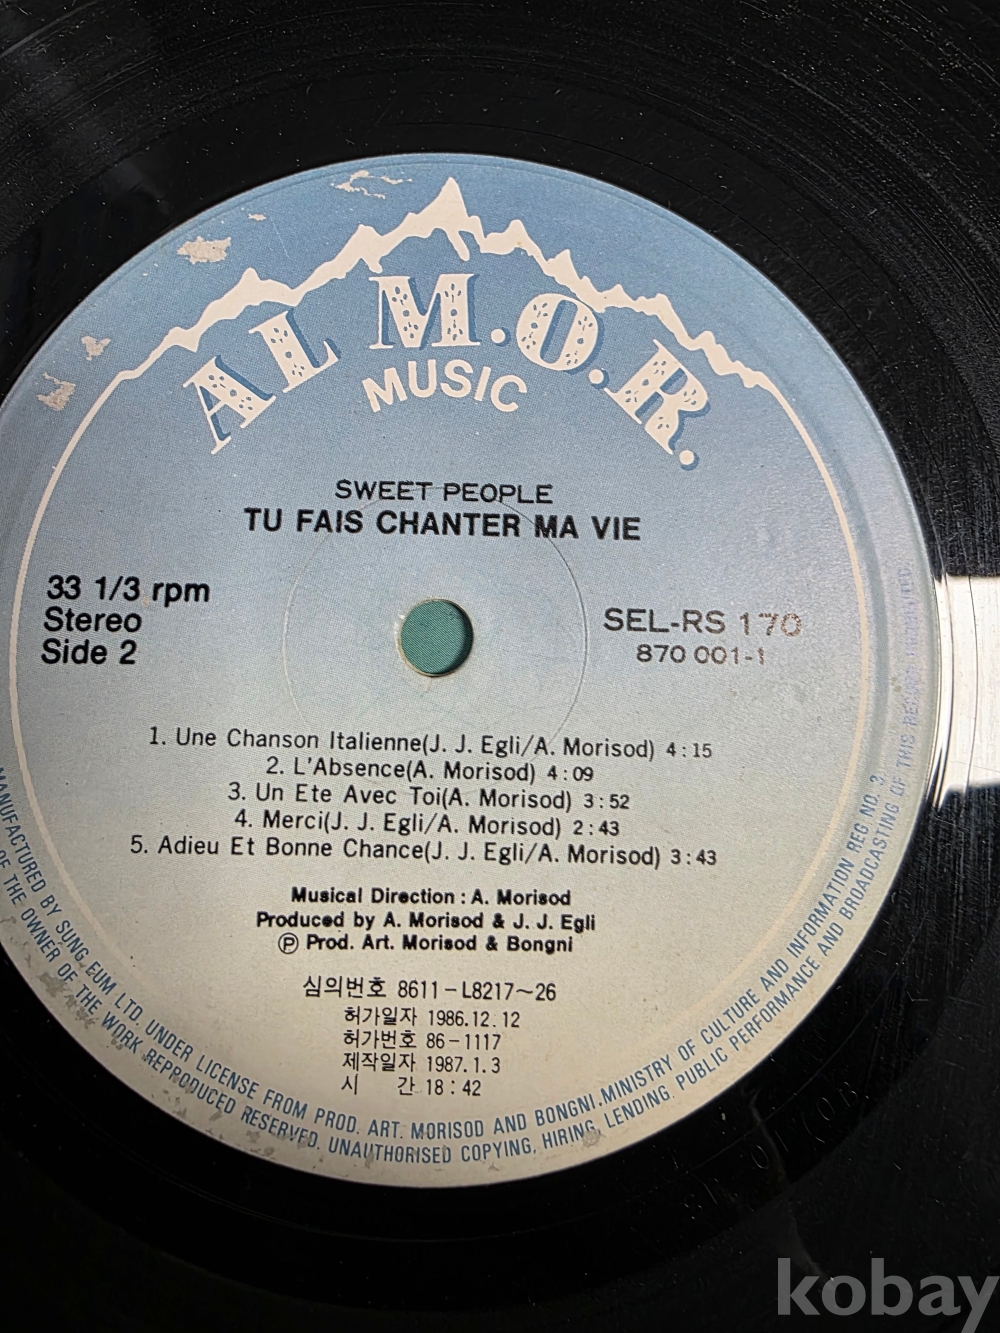 AL M.O.R.
MUSIC
SWEET PEOPLE
TU FAIS CHANTER MA VIE
33 1/3 rpm
Stereo
Side 2
SEL-RS 170
870 001-1
1. Une Chanson Italienne(J. J. Egli/A. Morisod) 4:15
2. L'Absence(A. Morisod) 4:09
3. Un Ete Avec Toi(A. Morisod) 3:52
4. Merci(J. J. Egli/A. Morisod) 2:43
5. Adieu Et Bonne Chance(J. J. Egli/A. Morisod) 3:43
Musical Direction : A. Morisod
Produced by A. Morisod & J. J. Egli
Ⓟ Prod. Art. Morisod & Bongni
심의번호 8611-L8217~26
허가일자 1986.12.12
허가번호 86-1117
제작일자 1987.1.3
시 간 18:42
MANUFACTURED BY SUNG EUM LTD. UNDER LICENSE FROM PROD. ART. MORISOD AND BONGNI. MINISTRY OF CULTURE AND INFORMATION REG NO. 3.
OF THE OWNER OF THE WORK REPRODUCED RESERVED. UNAUTHORISED COPYING, HIRING, LENDING, PUBLIC PERFORMANCE AND BROADCASTING OF THIS RECORD PROHIBITED.
kobay